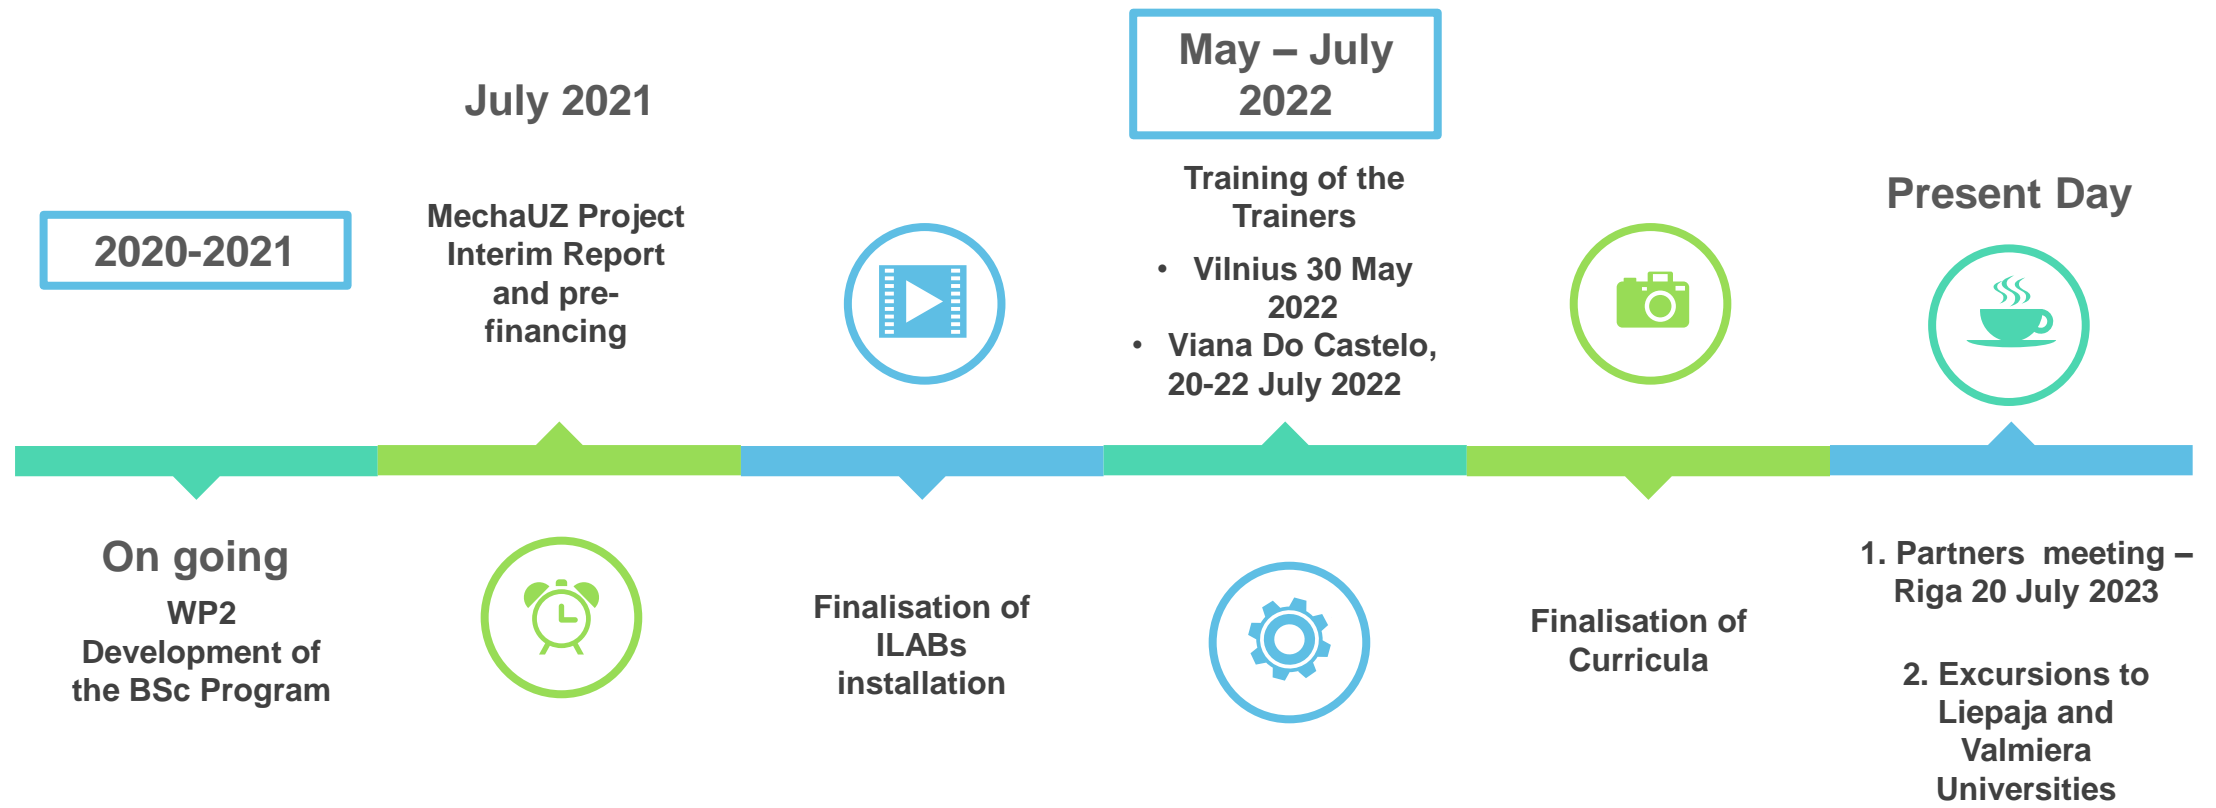 2020-2021
On going
WP2
Development of
the BSc Program
July 2021
MechaUZ Project
Interim Report
and pre-
financing
Finalisation of
ILABs
installation
May – July
2022
Training of the
Trainers
• Vilnius 30 May
2022
• Viana Do Castelo,
20-22 July 2022
Finalisation of
Curricula
Present Day
1. Partners meeting –
Riga 20 July 2023
2. Excursions to
Liepaja and
Valmiera
Universities